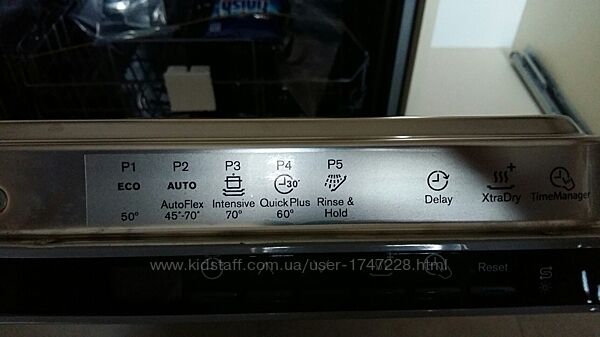 finish
P1 P2 P3 P4 P5
ECO AUTO 30'
AutoFlex Intensive QuickPlus Rinse & Delay XtraDry TimeManager
50° 45°-70° 70° 60° Hold
www.kidstaff.com.ua/user-1747228.html
Reset